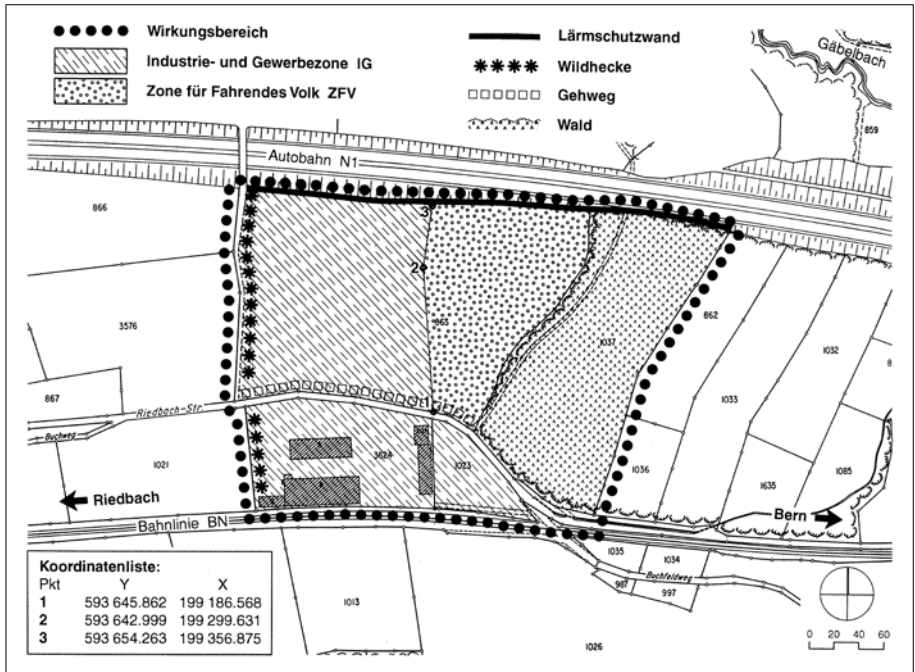 Wirkungsbereich
Industrie- und Gewerbezone IG
Zone für Fahrendes Volk ZFV
Lärmschutzwand
Wildhecke
Gehweg
Wald
Gäbelbach
859
Autobahn N1
866
3
2
3576
865
862
1037
1032
8
867
Riedbach-Str.
1
1033
Buchweg
1021
3624
1023
1036
1635
1085
Riedbach
Bern
Bahnlinie BN
1035
1034
Buchfeldweg
987
997
1013
1026
Koordinatenliste:
Pkt Y X
1 593 645.862 199 186.568
2 593 642.999 199 299.631
3 593 654.263 199 356.875
0 20 40 60